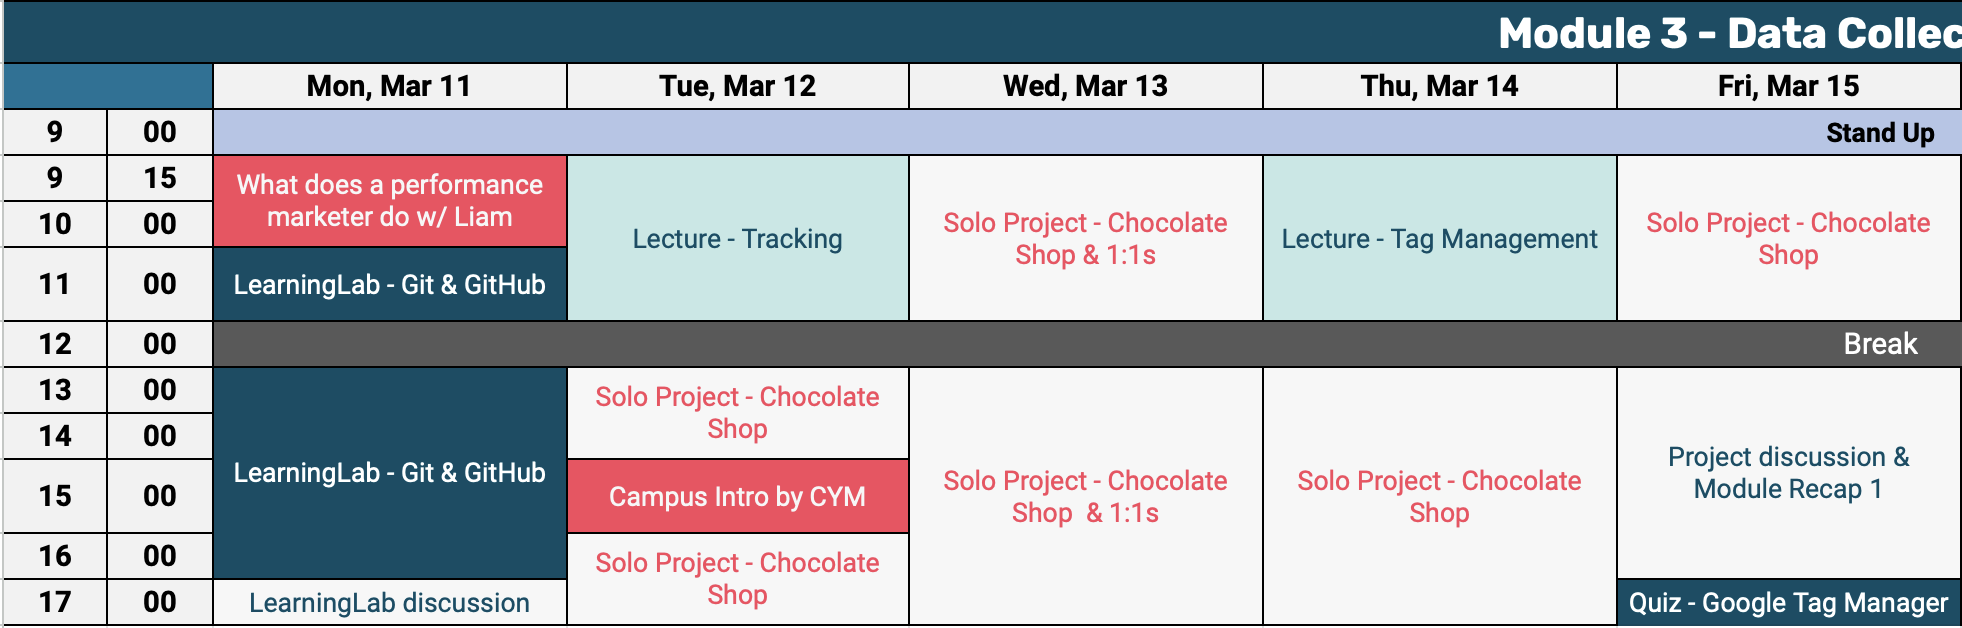 Module 3 - Data Collec
Mon, Mar 11 Tue, Mar 12 Wed, Mar 13 Thu, Mar 14 Fri, Mar 15
9 00 Stand Up
9 15
What does a performance
marketer do w/ Liam
Lecture - Tracking
Solo Project - Chocolate
Shop & 1:1s
Lecture - Tag Management
Solo Project - Chocolate
Shop
10 00
11 00 LearningLab - Git & GitHub
12 00 Break
13 00
LearningLab - Git & GitHub
Solo Project - Chocolate
Shop
Solo Project - Chocolate
Shop & 1:1s
Solo Project - Chocolate
Shop
Project discussion &
Module Recap 1
14 00
15 00 Campus Intro by CYM
16 00
Solo Project - Chocolate
Shop
17 00 LearningLab discussion Quiz - Google Tag Manager